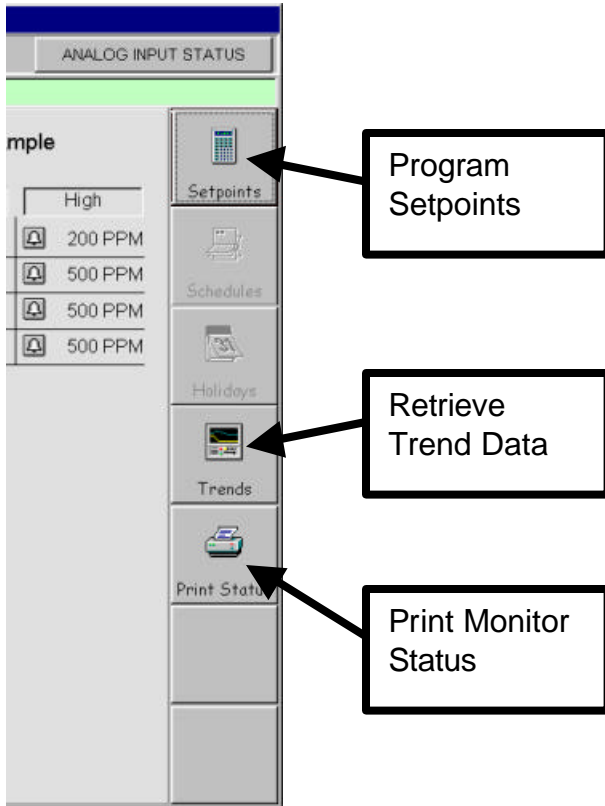 ANALOG INPUT STATUS
mple
High
200 PPM
500 PPM
500 PPM
500 PPM
Setpoints
Schedules
Holidays
Trends
Print Statu
Program
Setpoints
Retrieve
Trend Data
Print Monitor
Status